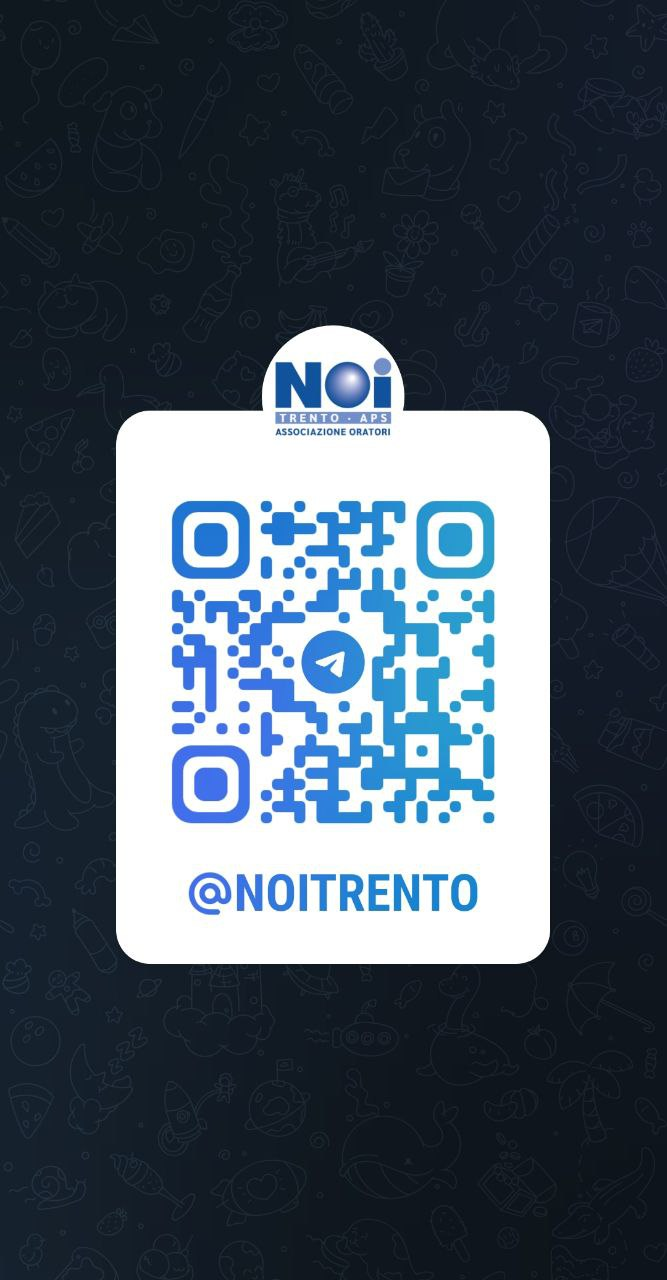 NOi
TRENTO · APS
ASSOCIAZIONE ORATORI
@NOITRENTO